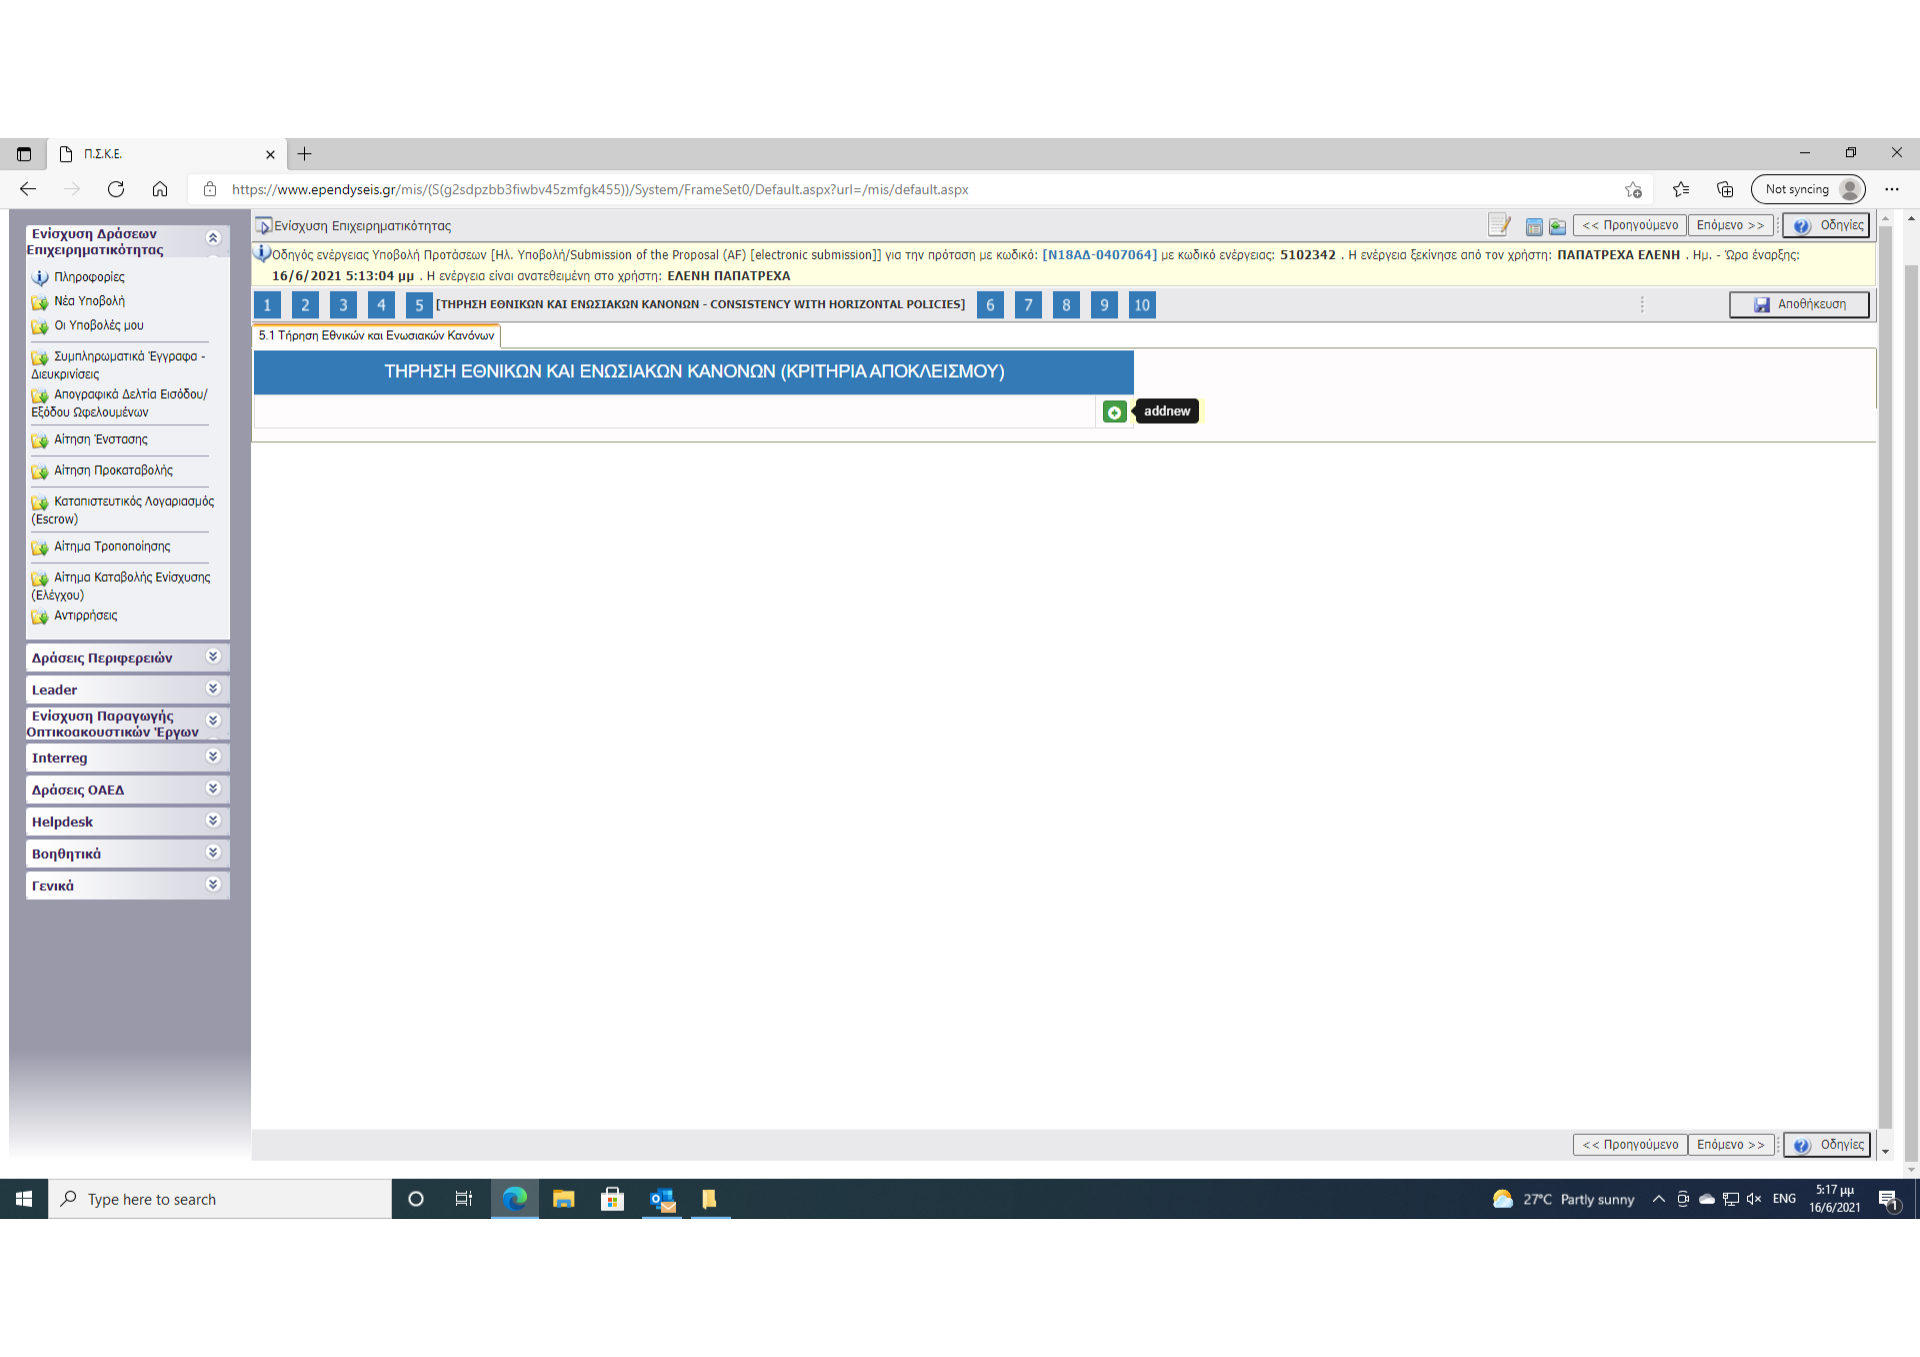 Π.Σ.Κ.Ε.
https://www.ependyseis.gr/mis/(S(g2sdpzbb3fiwbv45zmfgk455))/System/FrameSet0/Default.aspx?url=/mis/default.aspx
Not syncing
Ενίσχυση Δράσεων
Επιχειρηματικότητας
Πληροφορίες
Νέα Υποβολή
Οι Υποβολές μου
Συμπληρωματικά Έγγραφα -
Διευκρινίσεις
Απογραφικά Δελτία Εισόδου/
Εξόδου Ωφελουμένων
Αίτηση Ένστασης
Αίτηση Προκαταβολής
Καταπιστευτικός Λογαριασμός
(Escrow)
Αίτημα Τροποποίησης
Αίτημα Καταβολής Ενίσχυσης
(Ελέγχου)
Αντιρρήσεις
Δράσεις Περιφερειών
Leader
Ενίσχυση Παραγωγής
Οπτικοακουστικών Έργων
Interreg
Δράσεις ΟΑΕΔ
Helpdesk
Βοηθητικά
Γενικά
Ενίσχυση Επιχειρηματικότητας
<< Προηγούμενο Επόμενο >> Οδηγίες
Οδηγός ενέργειας Υποβολή Προτάσεων [Ηλ. Υποβολή/Submission of the Proposal (AF) [electronic submission]] για την πρόταση με κωδικό: [Ν18ΑΔ-0407064] με κωδικό ενέργειας: 5102342 . Η ενέργεια ξεκίνησε από τον χρήστη: ΠΑΠΑΤΡΕΧΑ ΕΛΕΝΗ . Ημ. - Ώρα έναρξης:
16/6/2021 5:13:04 μμ . Η ενέργεια είναι ανατεθειμένη στο χρήστη: ΕΛΕΝΗ ΠΑΠΑΤΡΕΧΑ
1 2 3 4 5 [ΤΗΡΗΣΗ ΕΘΝΙΚΩΝ ΚΑΙ ΕΝΩΣΙΑΚΩΝ ΚΑΝΟΝΩΝ - CONSISTENCY WITH HORIZONTAL POLICIES] 6 7 8 9 10
Αποθήκευση
5.1 Τήρηση Εθνικών και Ενωσιακών Κανόνων
ΤΗΡΗΣΗ ΕΘΝΙΚΩΝ ΚΑΙ ΕΝΩΣΙΑΚΩΝ ΚΑΝΟΝΩΝ (ΚΡΙΤΗΡΙΑ ΑΠΟΚΛΕΙΣΜΟΥ)
addnew
<< Προηγούμενο Επόμενο >> Οδηγίες
Type here to search
27°C Partly sunny
ENG
5:17 μμ
16/6/2021
1